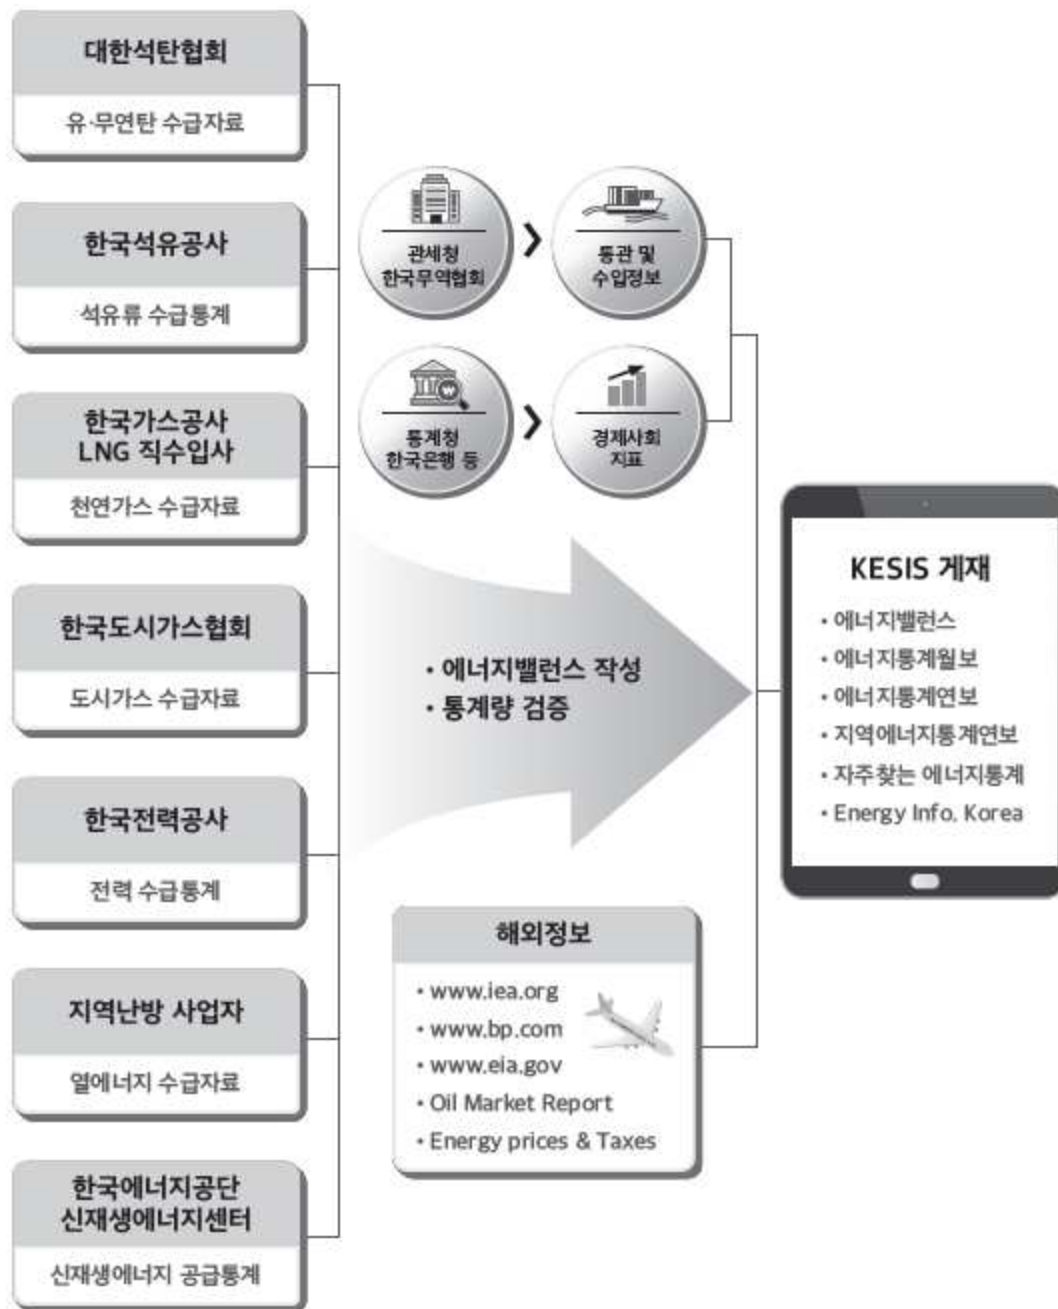 대한석탄협회
유·무연탄 수급자료
한국석유공사
석유류 수급통계
한국가스공사
LNG 직수입사
천연가스 수급자료
한국도시가스협회
도시가스 수급자료
한국전력공사
전력 수급통계
지역난방 사업자
열에너지 수급자료
한국에너지공단
신재생에너지센터
신재생에너지 공급통계
관세청
한국무역협회
통관 및
수입정보
통계청
한국은행 등
경제사회
지표
• 에너지밸런스 작성
• 통계량 검증
해외정보
• www.iea.org
• www.bp.com
• www.eia.gov
• Oil Market Report
• Energy prices & Taxes
KESIS 게재
• 에너지밸런스
• 에너지통계월보
• 에너지통계연보
• 지역에너지통계연보
• 자주찾는 에너지통계
• Energy Info. Korea